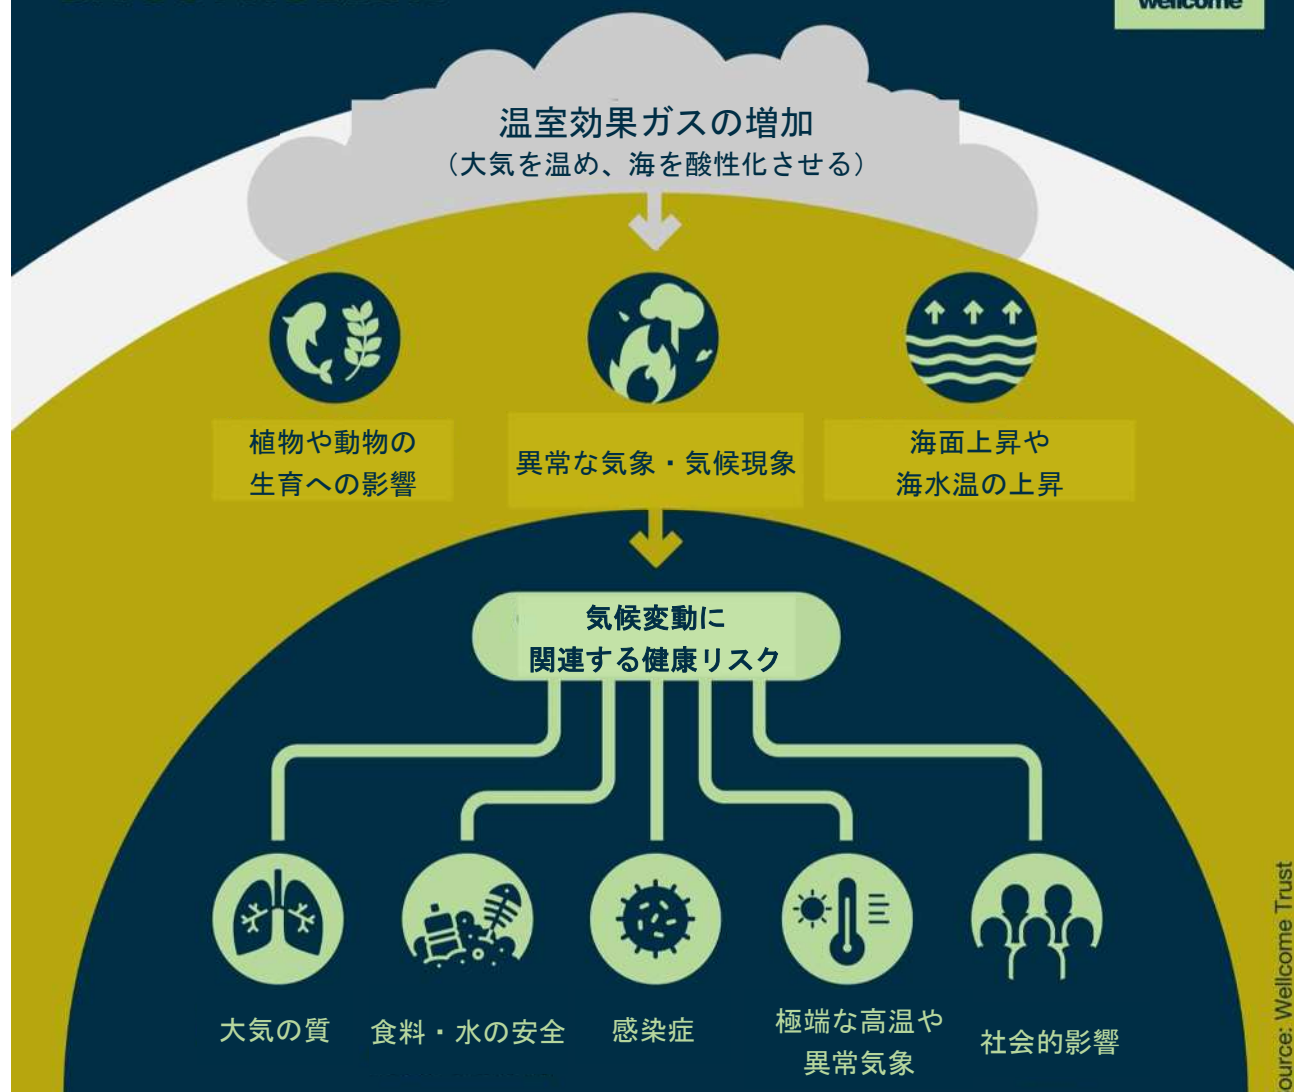 wellcome
温室効果ガスの増加
（大気を温め、海を酸性化させる）
植物や動物の
生育への影響
異常な気象・気候現象
海面上昇や
海水温の上昇
気候変動に
関連する健康リスク
大気の質
食料・水の安全
感染症
極端な高温や
異常気象
社会的影響
ource: Wellcome Trust